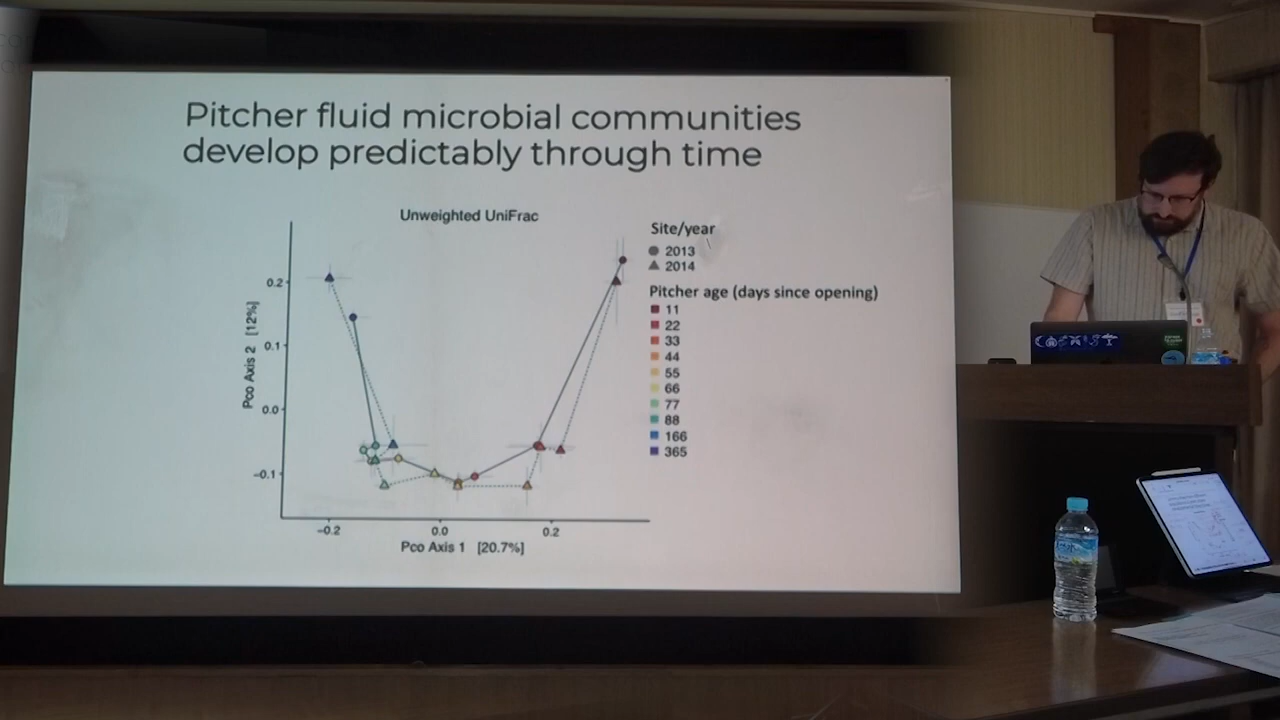 Pitcher fluid microbial communities
develop predictably through time
Unweighted UniFrac
Pco Axis 2 [12%]
0.2
0.1
0.0
−0.1
−0.2
0.0
0.2
Pco Axis 1 [20.7%]
Site/year
2013
2014
Pitcher age (days since opening)
11
22
33
44
55
66
77
88
166
365